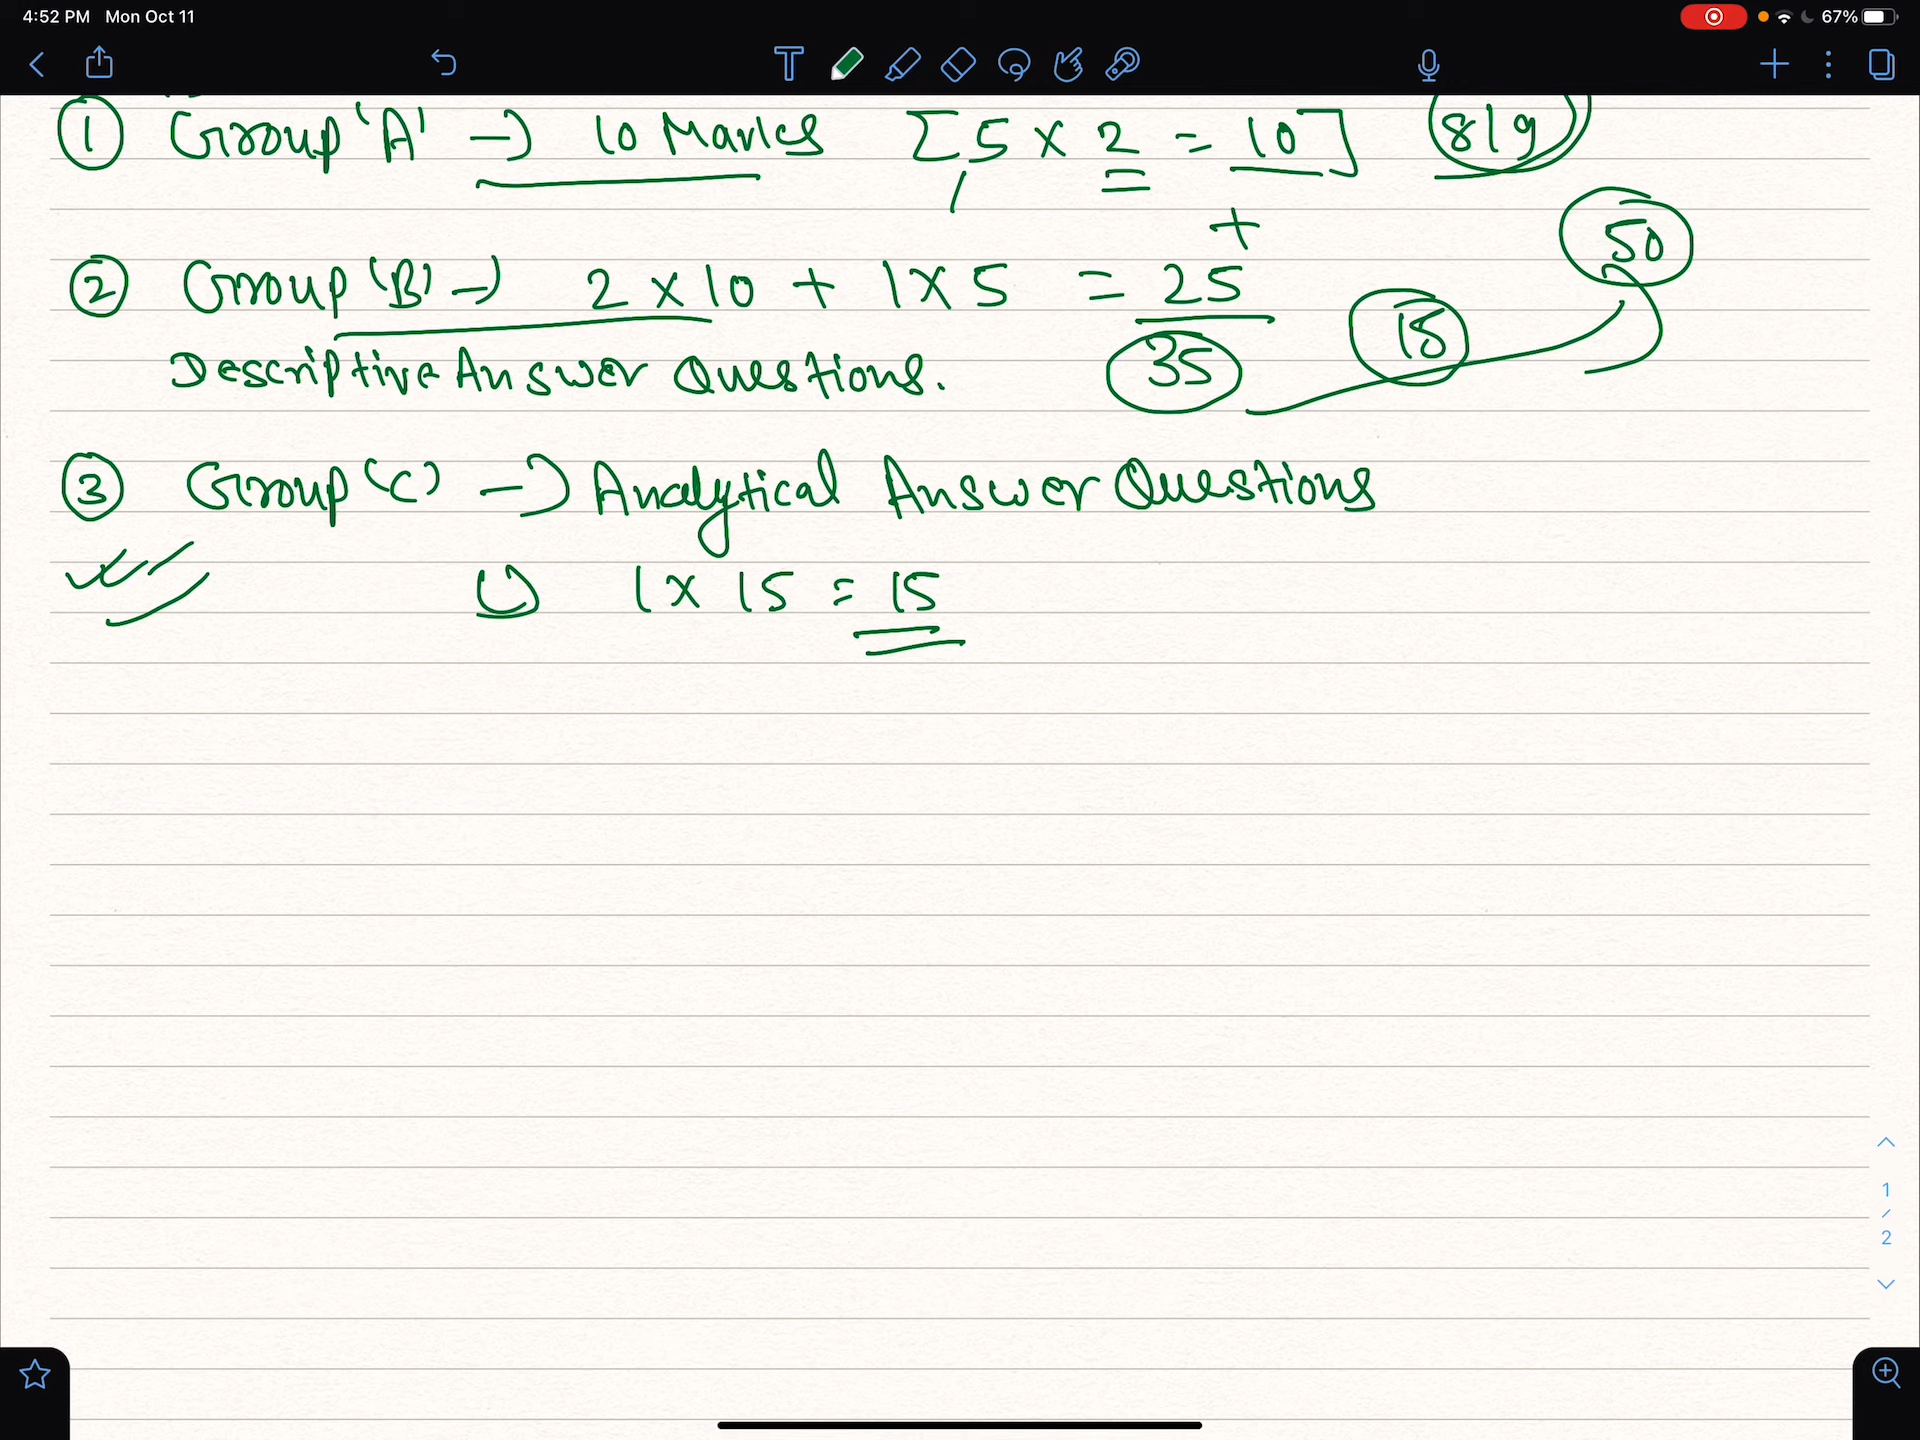 4:52 PM Mon Oct 11 67%
① Group 'A' → 10 Marks [5 × 2 = 10] 8/9
+
50
② Group 'B' → 2 × 10 + 1 × 5 = 25
15
Descriptive Answer Questions. 35
③ Group 'C' → Analytical Answer Questions
1 × 15 = 15
1
/
2